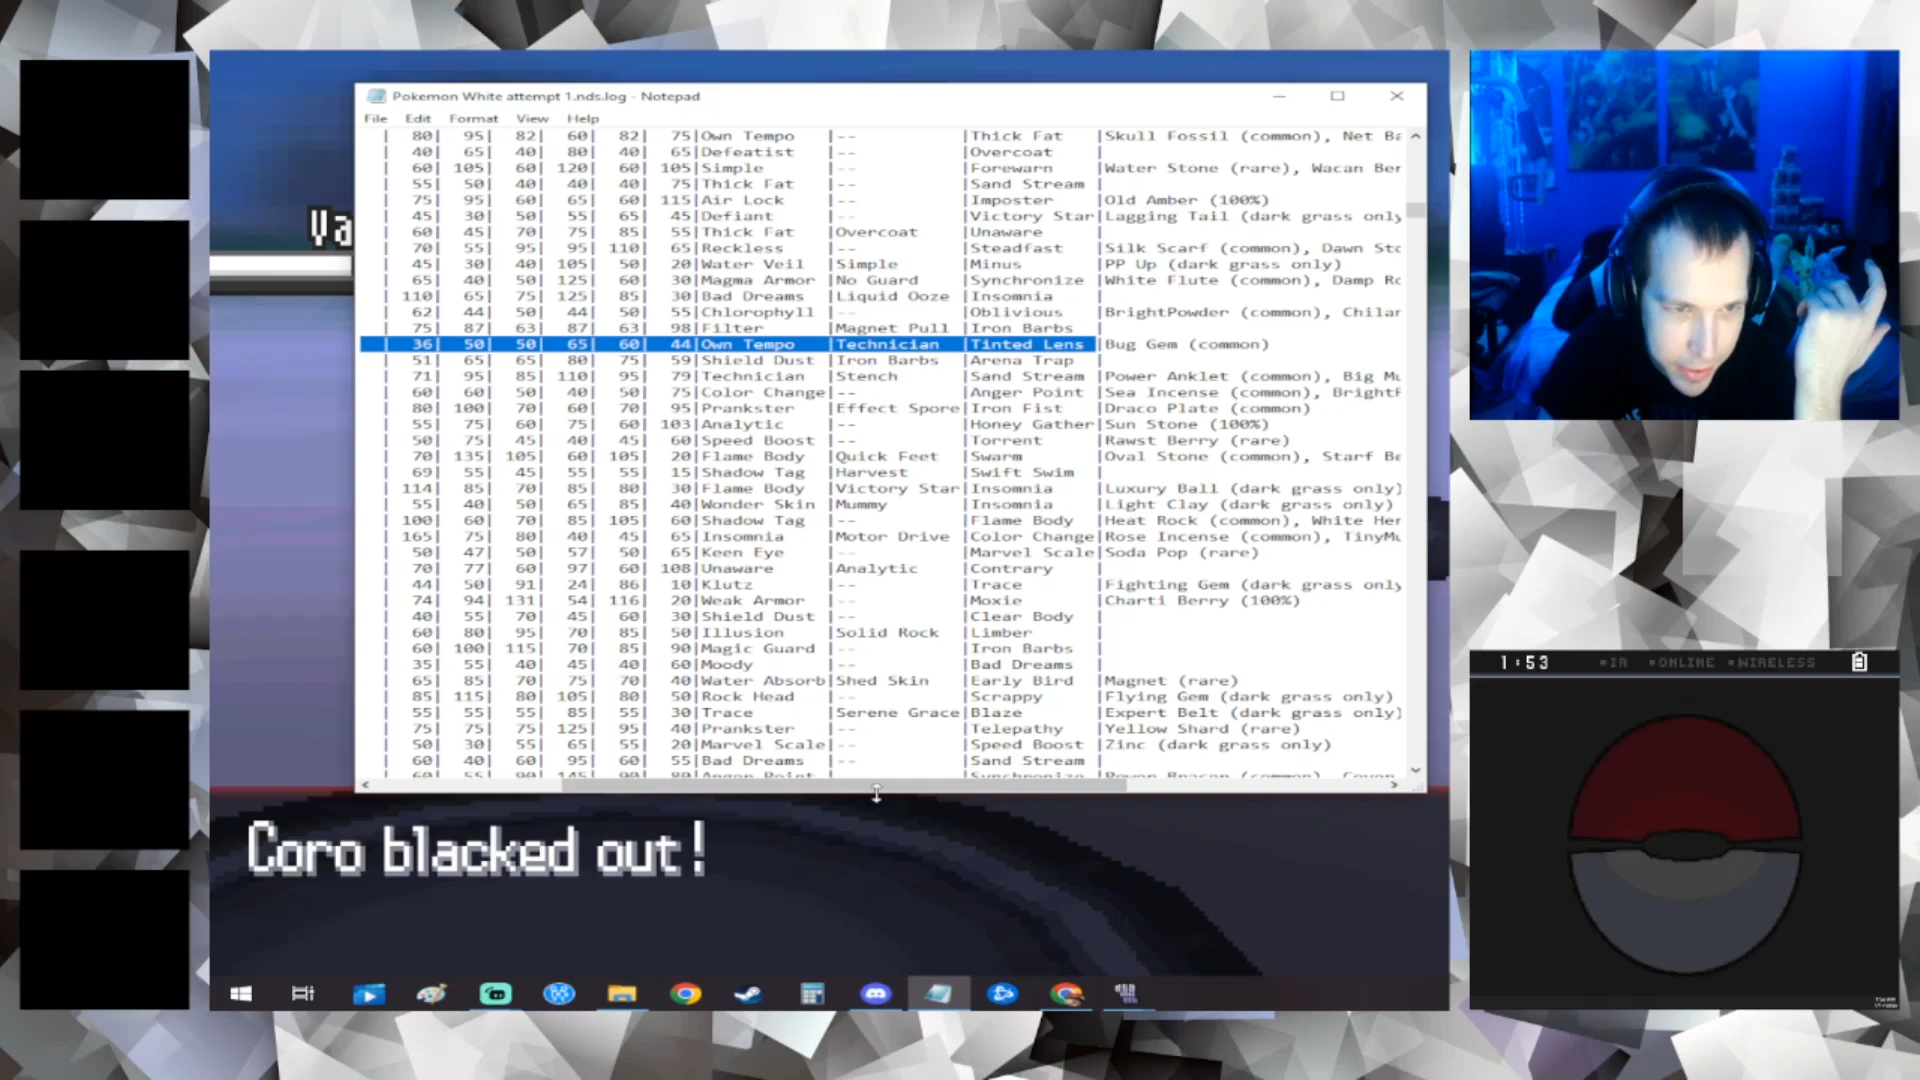 Pokemon White attempt 1.nds.log - Notepad
File Edit Format View Help
| 80| 95| 82| 60| 82| 75|Own Tempo |-- |Thick Fat |Skull Fossil (common), Net Ba
| 40| 65| 40| 80| 40| 65|Defeatist |-- |Overcoat |
| 60| 105| 60| 120| 60| 105|Simple |-- |Forewarn |Water Stone (rare), Wacan Ber
| 55| 50| 40| 40| 40| 75|Thick Fat |-- |Sand Stream |
| 75| 95| 60| 65| 60| 115|Air Lock |-- |Imposter |Old Amber (100%)
| 45| 30| 50| 55| 65| 45|Defiant |-- |Victory Star|Lagging Tail (dark grass only
| 60| 45| 70| 75| 85| 55|Thick Fat |Overcoat |Unaware |
| 70| 55| 95| 95| 110| 65|Reckless |-- |Steadfast |Silk Scarf (common), Dawn Sto
| 45| 30| 40| 105| 50| 20|Water Veil |Simple |Minus |PP Up (dark grass only)
| 65| 40| 50| 125| 60| 30|Magma Armor |No Guard |Synchronize |White Flute (common), Damp Ro
| 110| 65| 75| 125| 85| 30|Bad Dreams |Liquid Ooze |Insomnia |
| 62| 44| 50| 44| 50| 55|Chlorophyll |-- |Oblivious |BrightPowder (common), Chilan
| 75| 87| 63| 87| 63| 98|Filter |Magnet Pull |Iron Barbs |
| 36| 50| 50| 65| 60| 44|Own Tempo |Technician |Tinted Lens |Bug Gem (common)
| 51| 65| 65| 80| 75| 59|Shield Dust |Iron Barbs |Arena Trap |
| 71| 95| 85| 110| 95| 79|Technician |Stench |Sand Stream |Power Anklet (common), Big Mu
| 60| 60| 50| 40| 50| 75|Color Change|-- |Anger Point |Sea Incense (common), BrightP
| 80| 100| 70| 60| 70| 95|Prankster |Effect Spore|Iron Fist |Draco Plate (common)
| 55| 75| 60| 75| 60| 103|Analytic |-- |Honey Gather|Sun Stone (100%)
| 50| 75| 45| 40| 45| 60|Speed Boost |-- |Torrent |Rawst Berry (rare)
| 70| 135| 105| 60| 105| 20|Flame Body |Quick Feet |Swarm |Oval Stone (common), Starf Be
| 69| 55| 45| 55| 55| 15|Shadow Tag |Harvest |Swift Swim |
| 114| 85| 70| 85| 80| 30|Flame Body |Victory Star|Insomnia |Luxury Ball (dark grass only)
| 55| 40| 50| 65| 85| 40|Wonder Skin |Mummy |Insomnia |Light Clay (dark grass only)
| 100| 60| 70| 85| 105| 60|Shadow Tag |-- |Flame Body |Heat Rock (common), White Her
| 165| 75| 80| 40| 45| 65|Insomnia |Motor Drive |Color Change|Rose Incense (common), TinyMu
| 50| 47| 50| 57| 50| 65|Keen Eye |-- |Marvel Scale|Soda Pop (rare)
| 70| 77| 60| 97| 60| 108|Unaware |Analytic |Contrary |
| 44| 50| 91| 24| 86| 10|Klutz |-- |Trace |Fighting Gem (dark grass only
| 74| 94| 131| 54| 116| 20|Weak Armor |-- |Moxie |Charti Berry (100%)
| 40| 55| 70| 45| 60| 30|Shield Dust |-- |Clear Body |
| 60| 80| 95| 70| 85| 50|Illusion |Solid Rock |Limber |
| 60| 100| 115| 70| 85| 90|Magic Guard |-- |Iron Barbs |
| 35| 55| 40| 45| 40| 60|Moody |-- |Bad Dreams |
| 65| 85| 70| 75| 70| 40|Water Absorb|Shed Skin |Early Bird |Magnet (rare)
| 85| 115| 80| 105| 80| 50|Rock Head |-- |Scrappy |Flying Gem (dark grass only)
| 55| 55| 55| 85| 55| 30|Trace |Serene Grace|Blaze |Expert Belt (dark grass only)
| 75| 75| 75| 125| 95| 40|Prankster |-- |Telepathy |Yellow Shard (rare)
| 50| 30| 55| 65| 55| 20|Marvel Scale|-- |Speed Boost |Zinc (dark grass only)
| 60| 40| 60| 95| 60| 55|Bad Dreams |-- |Sand Stream |
Va
Coro blacked out!
1:53 IR ONLINE WIRELESS